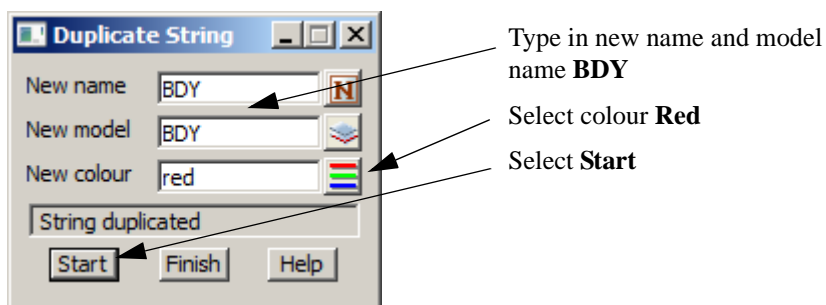 Duplicate String
New name BDY N
New model BDY
New colour red
String duplicated
Start Finish Help
Type in new name and model
name BDY
Select colour Red
Select Start